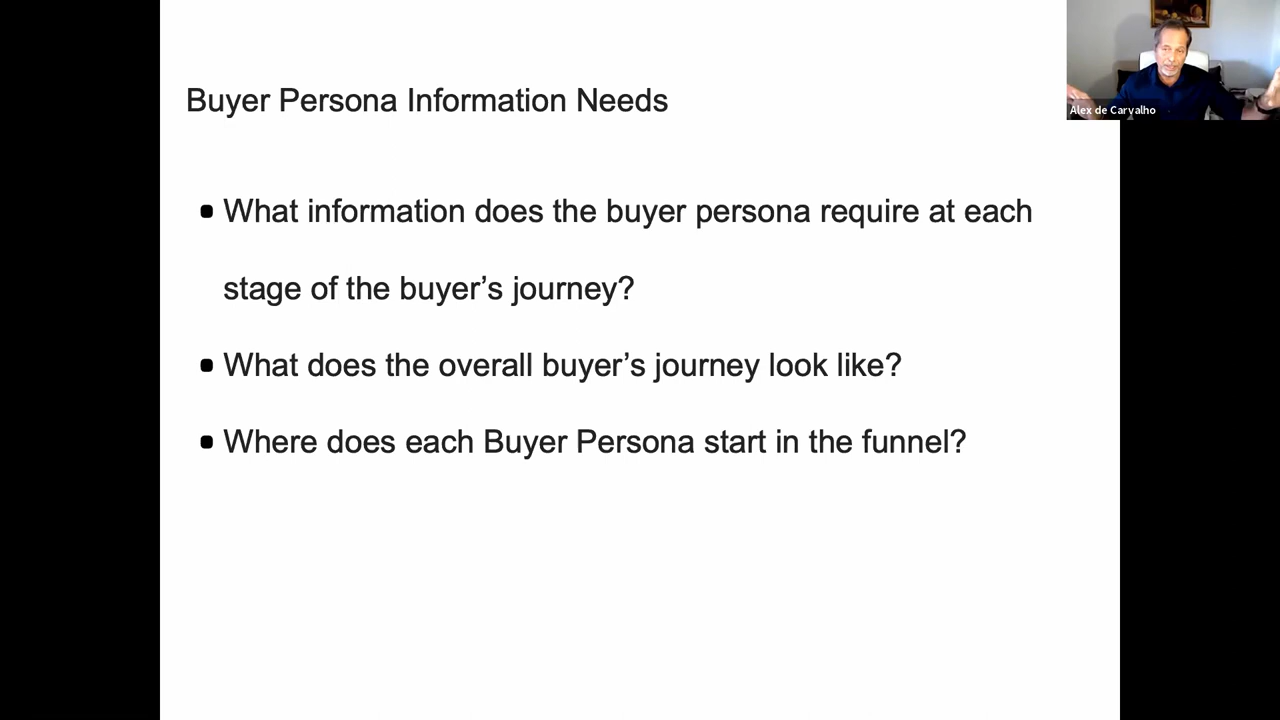 Buyer Persona Information Needs
Alex de Carvalho
• What information does the buyer persona require at each
stage of the buyer’s journey?
• What does the overall buyer’s journey look like?
• Where does each Buyer Persona start in the funnel?